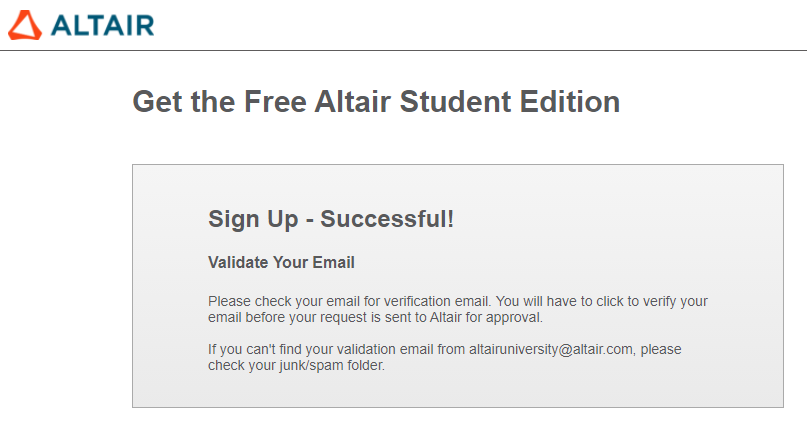 ALTAIR
Get the Free Altair Student Edition
Sign Up - Successful!
Validate Your Email
Please check your email for verification email. You will have to click to verify your
email before your request is sent to Altair for approval.
If you can't find your validation email from altairuniversity@altair.com, please
check your junk/spam folder.